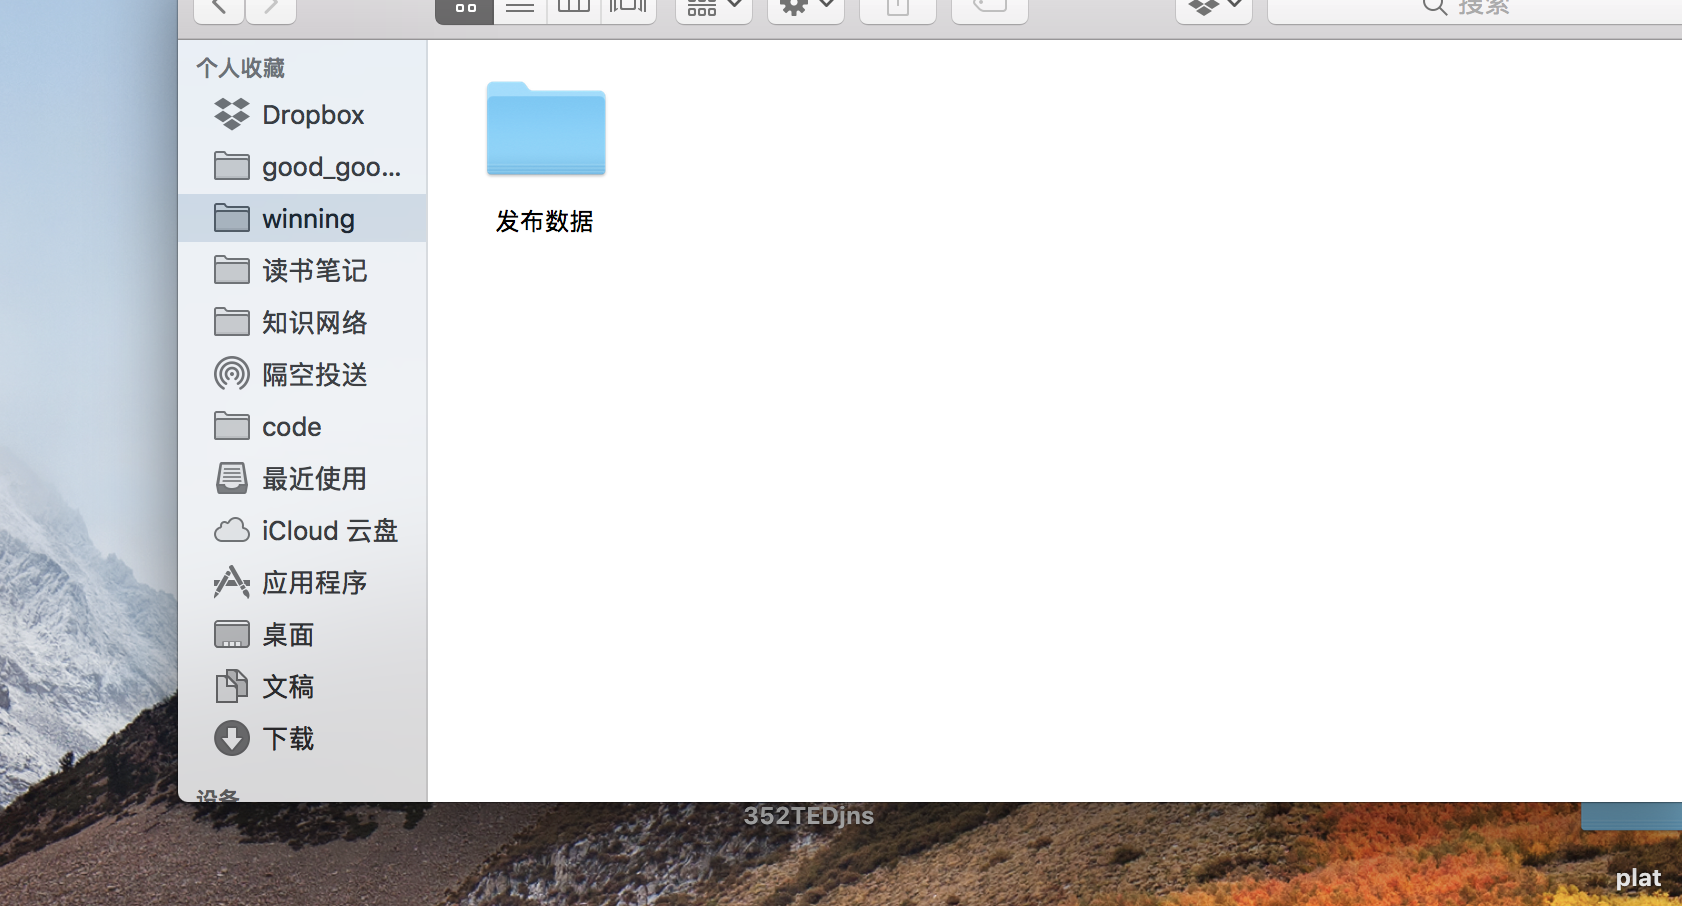 搜索
个人收藏
Dropbox
good_goo...
winning
读书笔记
知识网络
隔空投送
code
最近使用
iCloud 云盘
应用程序
桌面
文稿
下载
设备
发布数据
352TEDjns
plat